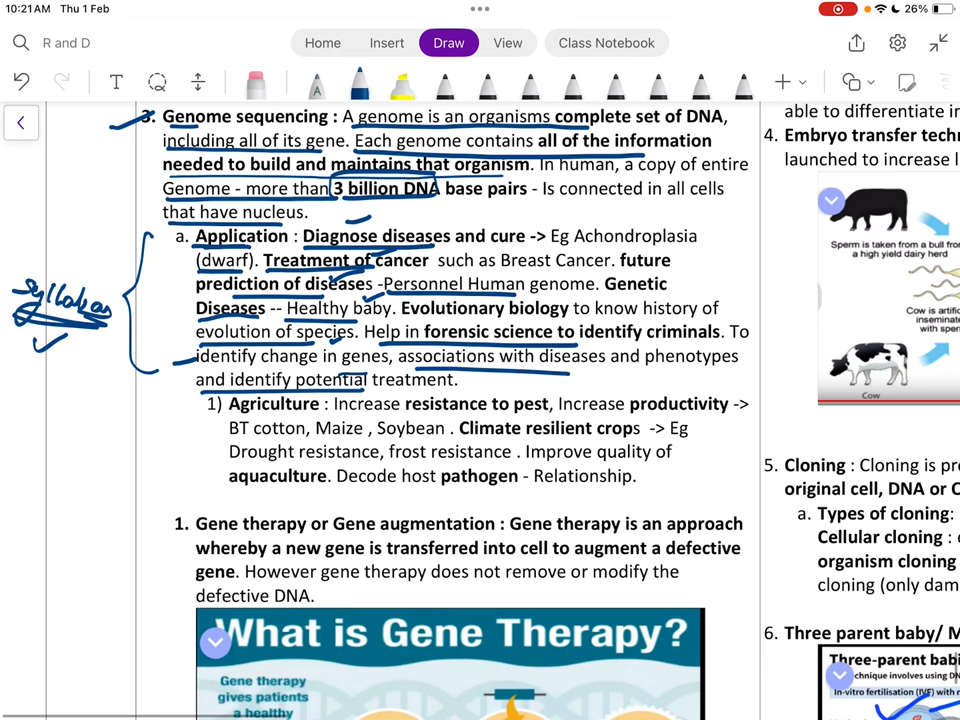 10:21 AM Thu 1 Feb
26%
R and D
Home Insert Draw View Class Notebook
T
A
3. Genome sequencing : A genome is an organisms complete set of DNA,
including all of its gene. Each genome contains all of the information
needed to build and maintains that organism. In human, a copy of entire
Genome - more than 3 billion DNA base pairs - Is connected in all cells
that have nucleus.
a. Application : Diagnose diseases and cure -> Eg Achondroplasia
(dwarf). Treatment of cancer such as Breast Cancer. future
prediction of diseases -Personnel Human genome. Genetic
Diseases -- Healthy baby. Evolutionary biology to know history of
evolution of species. Help in forensic science to identify criminals. To
identify change in genes, associations with diseases and phenotypes
and identify potential treatment.
Syllabus
1) Agriculture : Increase resistance to pest, Increase productivity ->
BT cotton, Maize , Soybean . Climate resilient crops -> Eg
Drought resistance, frost resistance . Improve quality of
aquaculture. Decode host pathogen - Relationship.
1. Gene therapy or Gene augmentation : Gene therapy is an approach
whereby a new gene is transferred into cell to augment a defective
gene. However gene therapy does not remove or modify the
defective DNA.
What is Gene Therapy?
Gene therapy
gives patients
a healthy
able to differentiate in
4. Embryo transfer tech
launched to increase l
Sperm is taken from a bull fro
a high yield dairy herd
Cow is artif
inseminate
with spe
Cow
5. Cloning : Cloning is pr
original cell, DNA or C
a. Types of cloning:
Cellular cloning :
organism cloning
cloning (only dam
6. Three parent baby/ M
Three-parent bab
chnique involves using DN
In-vitro fertilisation (IVF) with